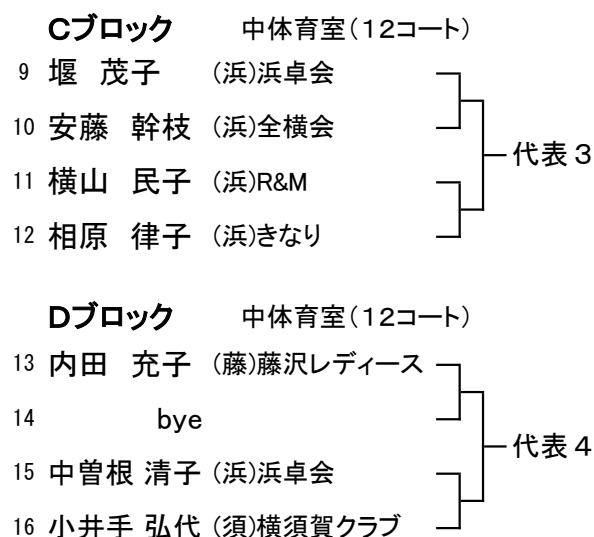 Cブロック 中体育室(12コート)
9 堰 茂子 (浜)浜卓会
10 安藤 幹枝 (浜)全横会
代表3
11 横山 民子 (浜)R&M
12 相原 律子 (浜)きなり
Dブロック 中体育室(12コート)
13 内田 充子 (藤)藤沢レディース
14 bye
代表4
15 中曽根 清子 (浜)浜卓会
16 小井手 弘代 (須)横須賀クラブ